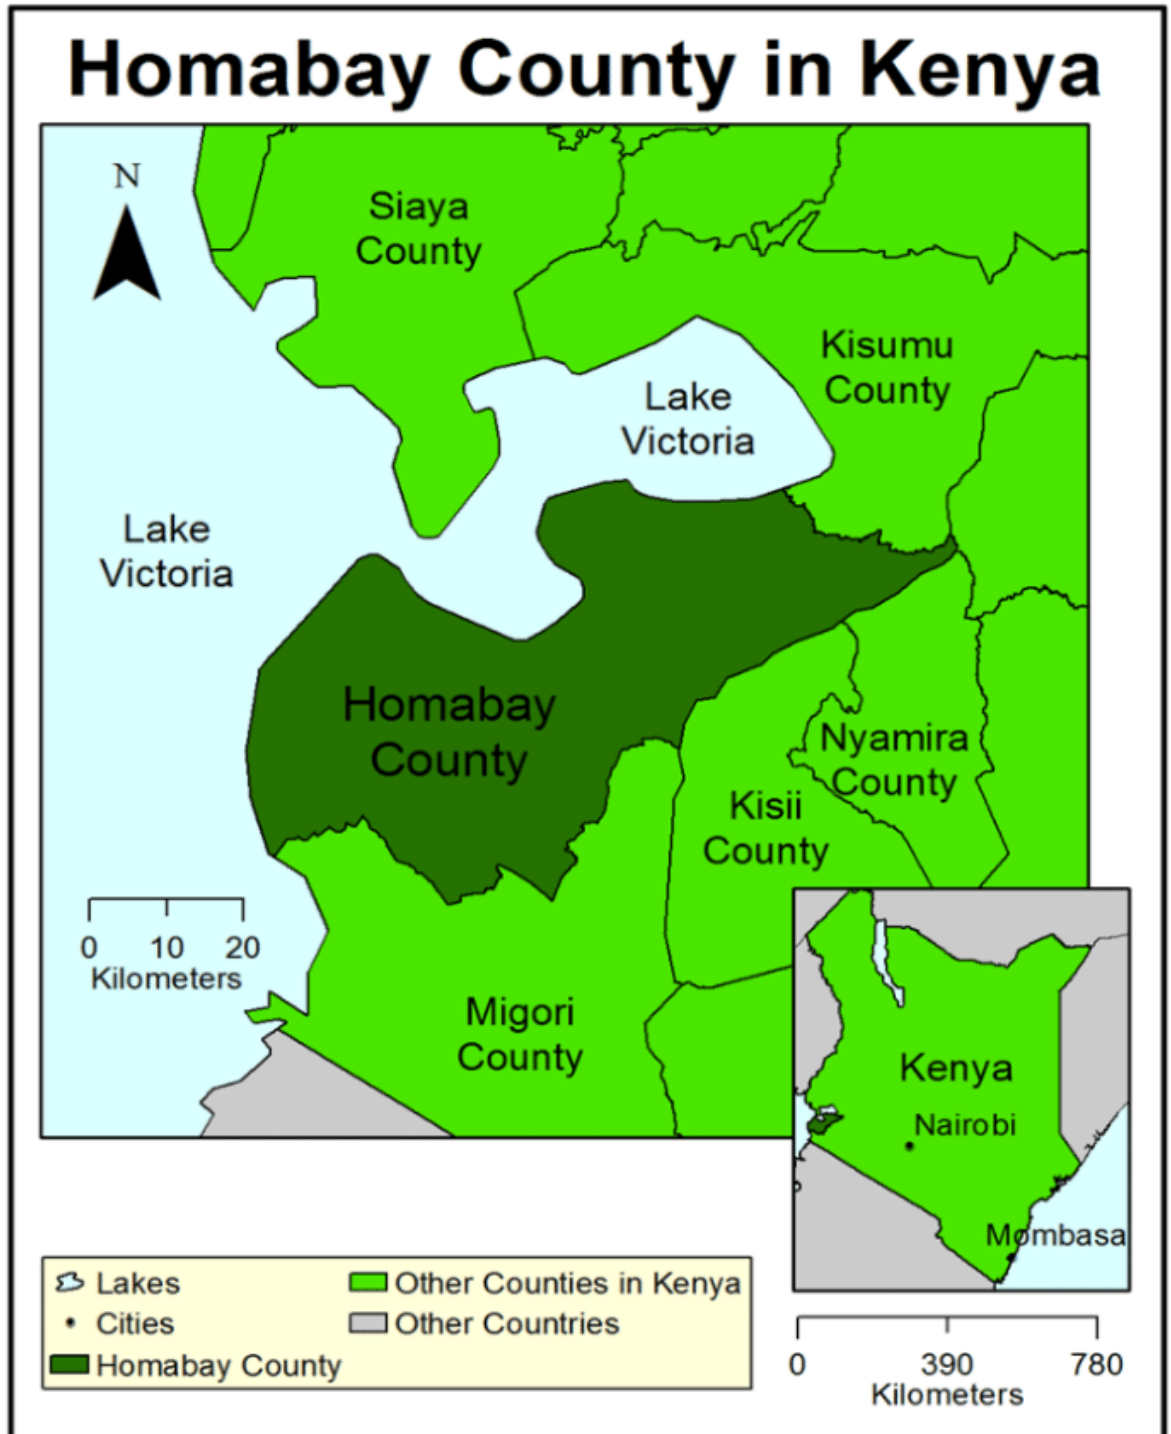 Homabay County in Kenya
N
Siaya
County
Kisumu
County
Lake
Victoria
Lake
Victoria
Homabay
County
Nyamira
County
Kisii
County
0 10 20
Kilometers
Migori
County
Kenya
Nairobi
Mombasa
Lakes
Other Counties in Kenya
Cities
Other Countries
Homabay County
0 390 780
Kilometers